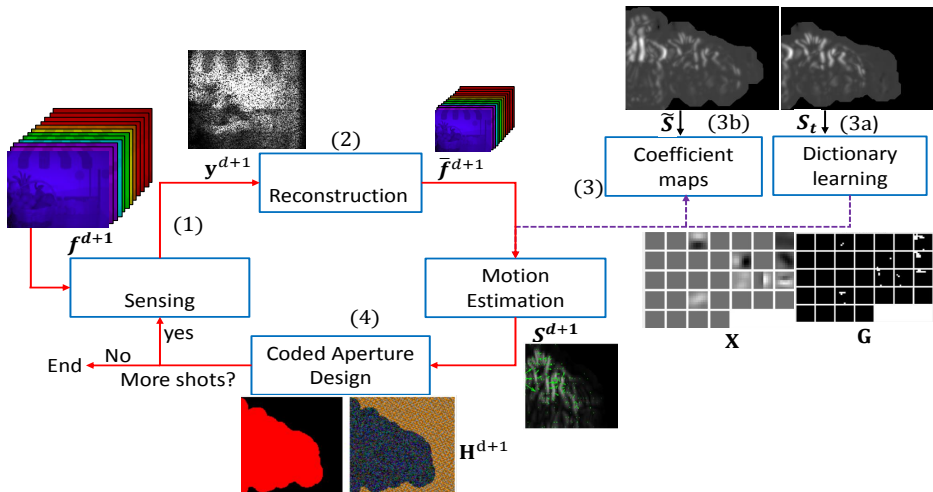 S̃
(3b)
S_t
(3a)
(2)
y^{d+1}
f̅^{d+1}
Reconstruction
Coefficient
maps
Dictionary
learning
(3)
f^{d+1}
(1)
Sensing
Motion
Estimation
X
G
yes
(4)
S^{d+1}
No
End
More shots?
Coded Aperture
Design
H^{d+1}